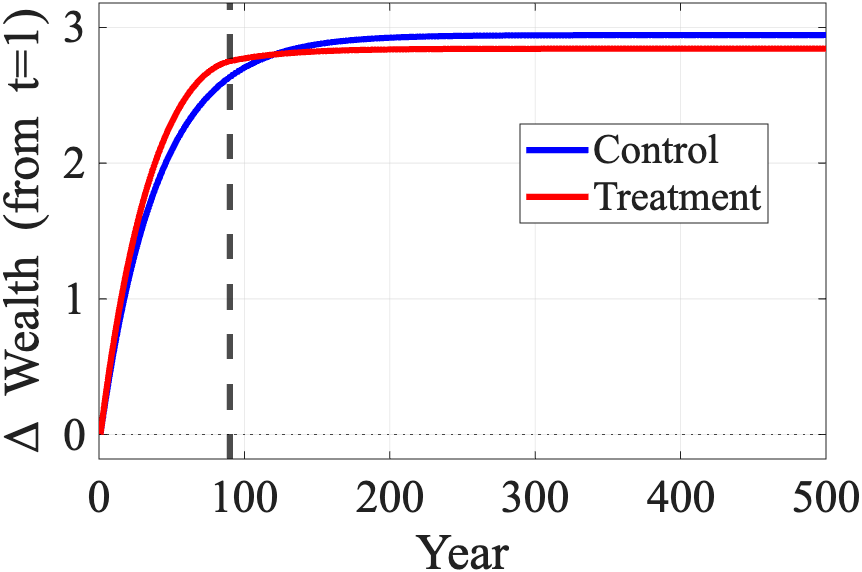 Δ Wealth (from t=1)
3
2
1
0
Control
Treatment
0 100 200 300 400 500
Year